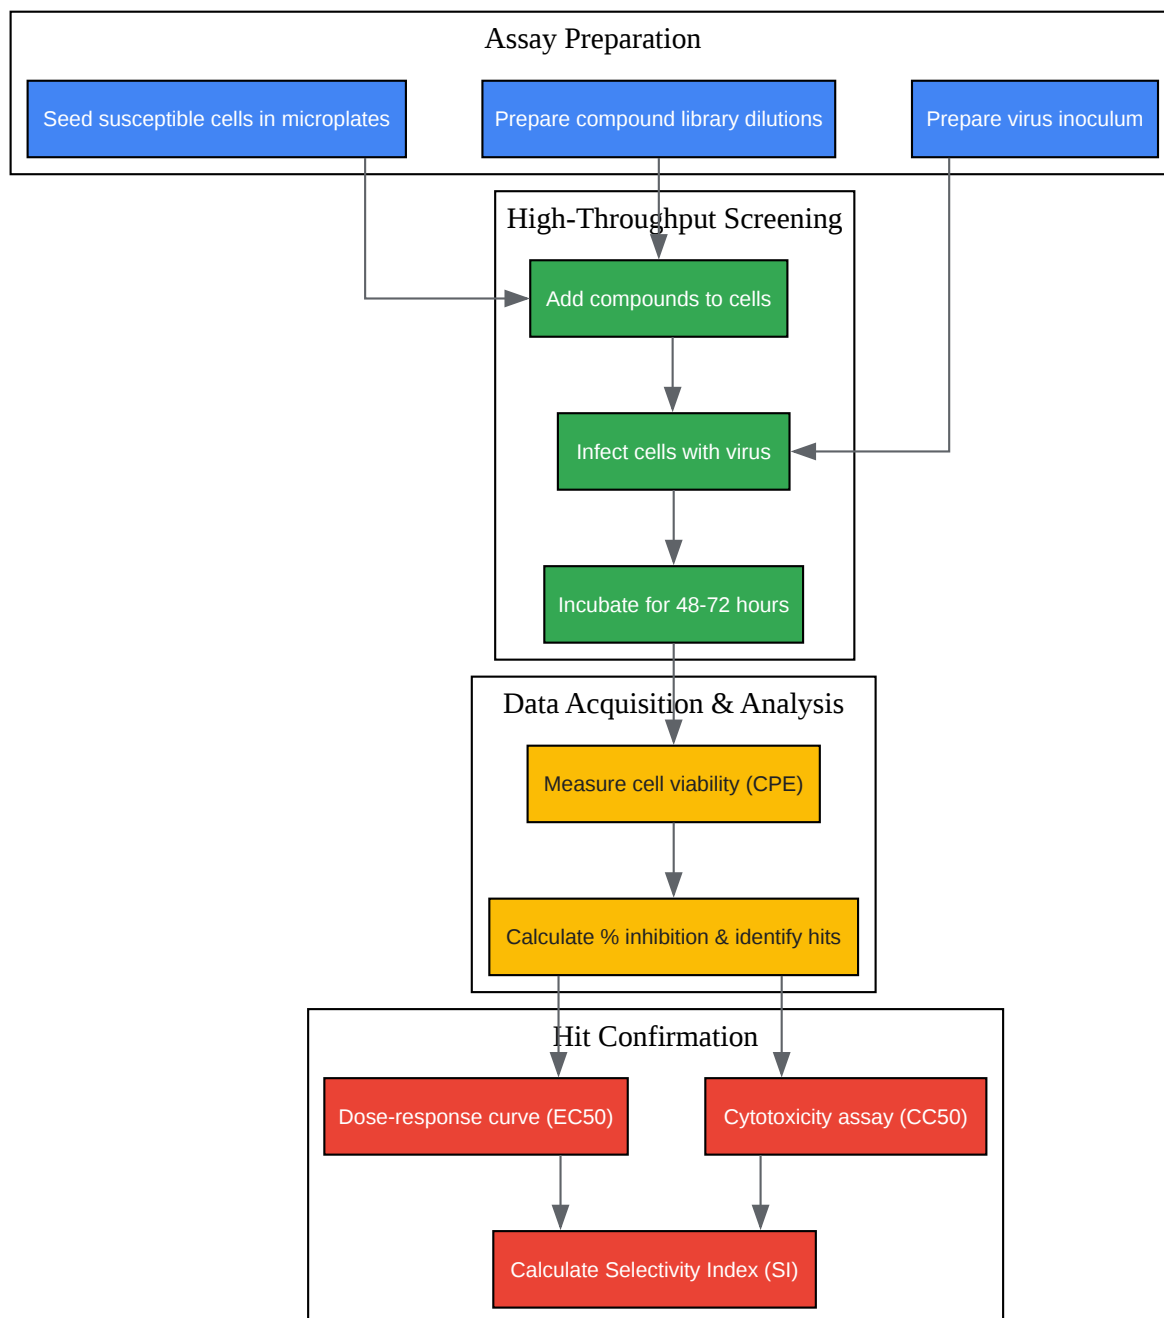 Assay Preparation
Seed susceptible cells in microplates
Prepare compound library dilutions
Prepare virus inoculum
High-Throughput Screening
Add compounds to cells
Infect cells with virus
Incubate for 48-72 hours
Data Acquisition & Analysis
Measure cell viability (CPE)
Calculate % inhibition & identify hits
Hit Confirmation
Dose-response curve (EC50)
Cytotoxicity assay (CC50)
Calculate Selectivity Index (SI)